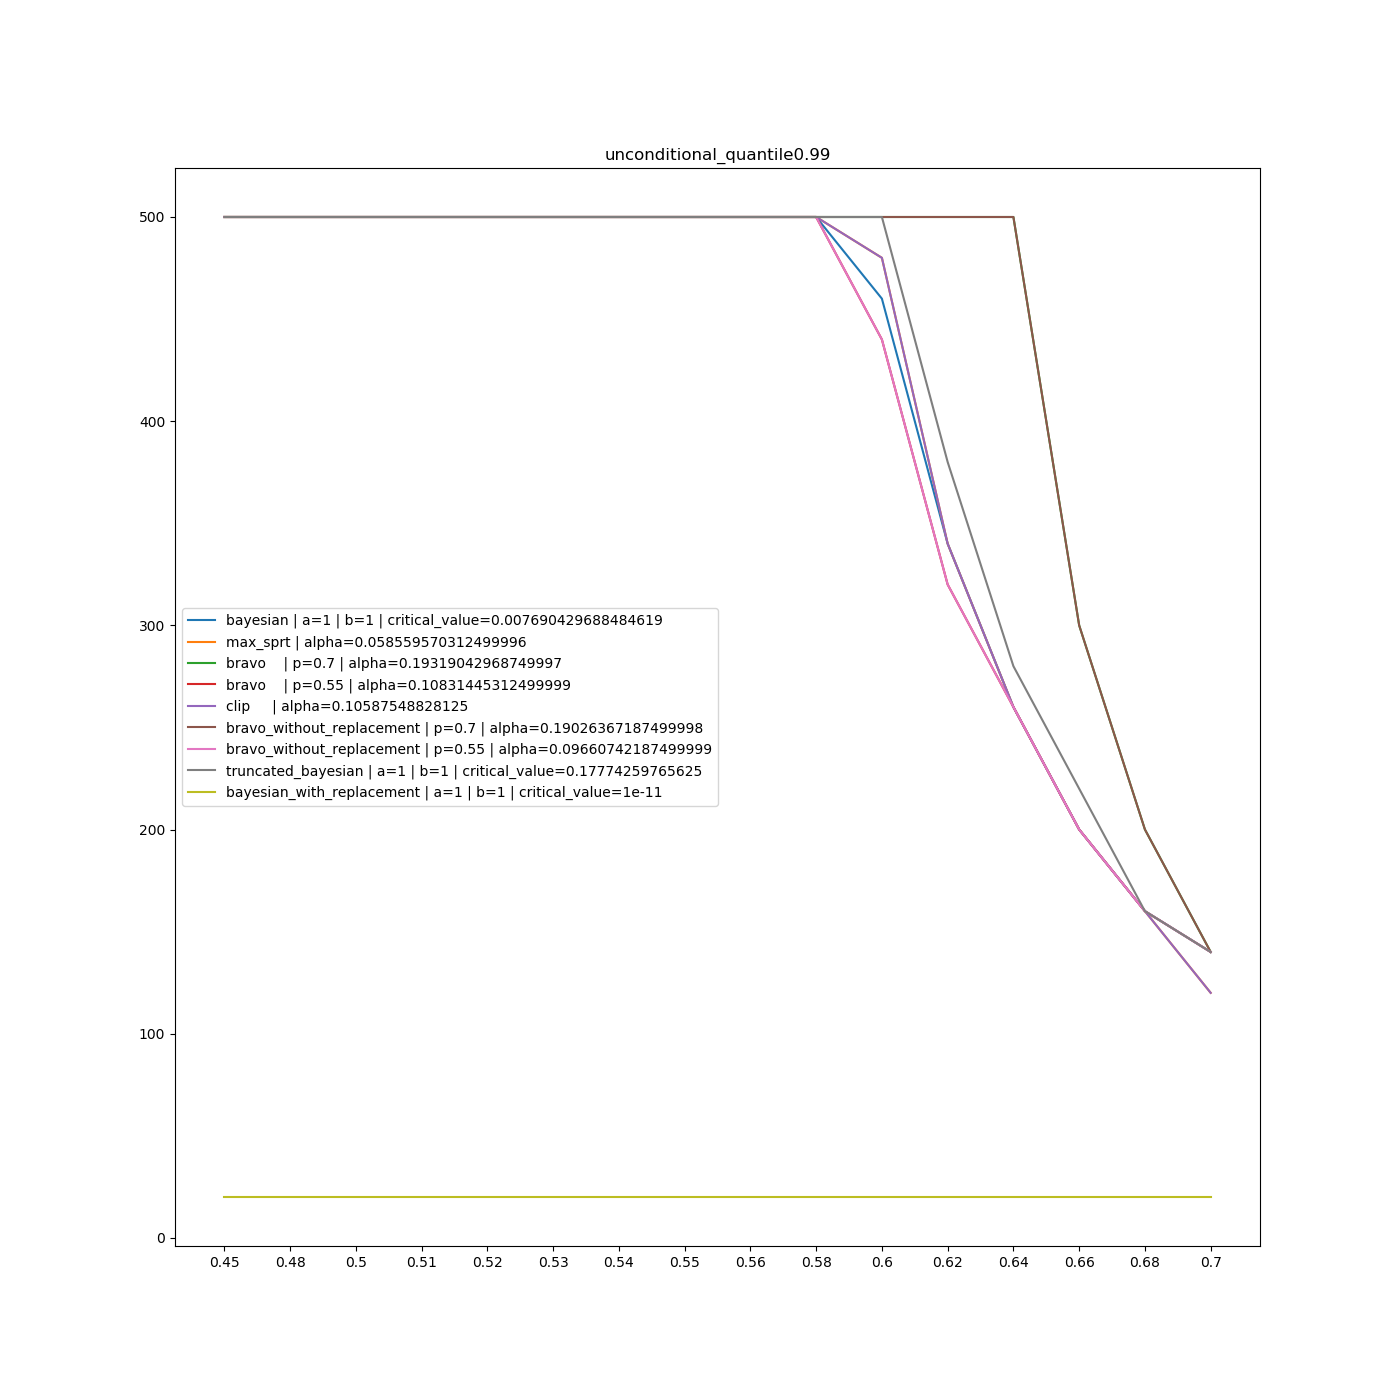 unconditional_quantile0.99
500
400
300
200
100
0
bayesian | a=1 | b=1 | critical_value=0.007690429688484619
max_sprt | alpha=0.058559570312499996
bravo    | p=0.7 | alpha=0.19319042968749997
bravo    | p=0.55 | alpha=0.10831445312499999
clip     | alpha=0.10587548828125
bravo_without_replacement | p=0.7 | alpha=0.19026367187499998
bravo_without_replacement | p=0.55 | alpha=0.09660742187499999
truncated_bayesian | a=1 | b=1 | critical_value=0.17774259765625
bayesian_with_replacement | a=1 | b=1 | critical_value=1e-11
0.45 0.48 0.5 0.51 0.52 0.53 0.54 0.55 0.56 0.58 0.6 0.62 0.64 0.66 0.68 0.7